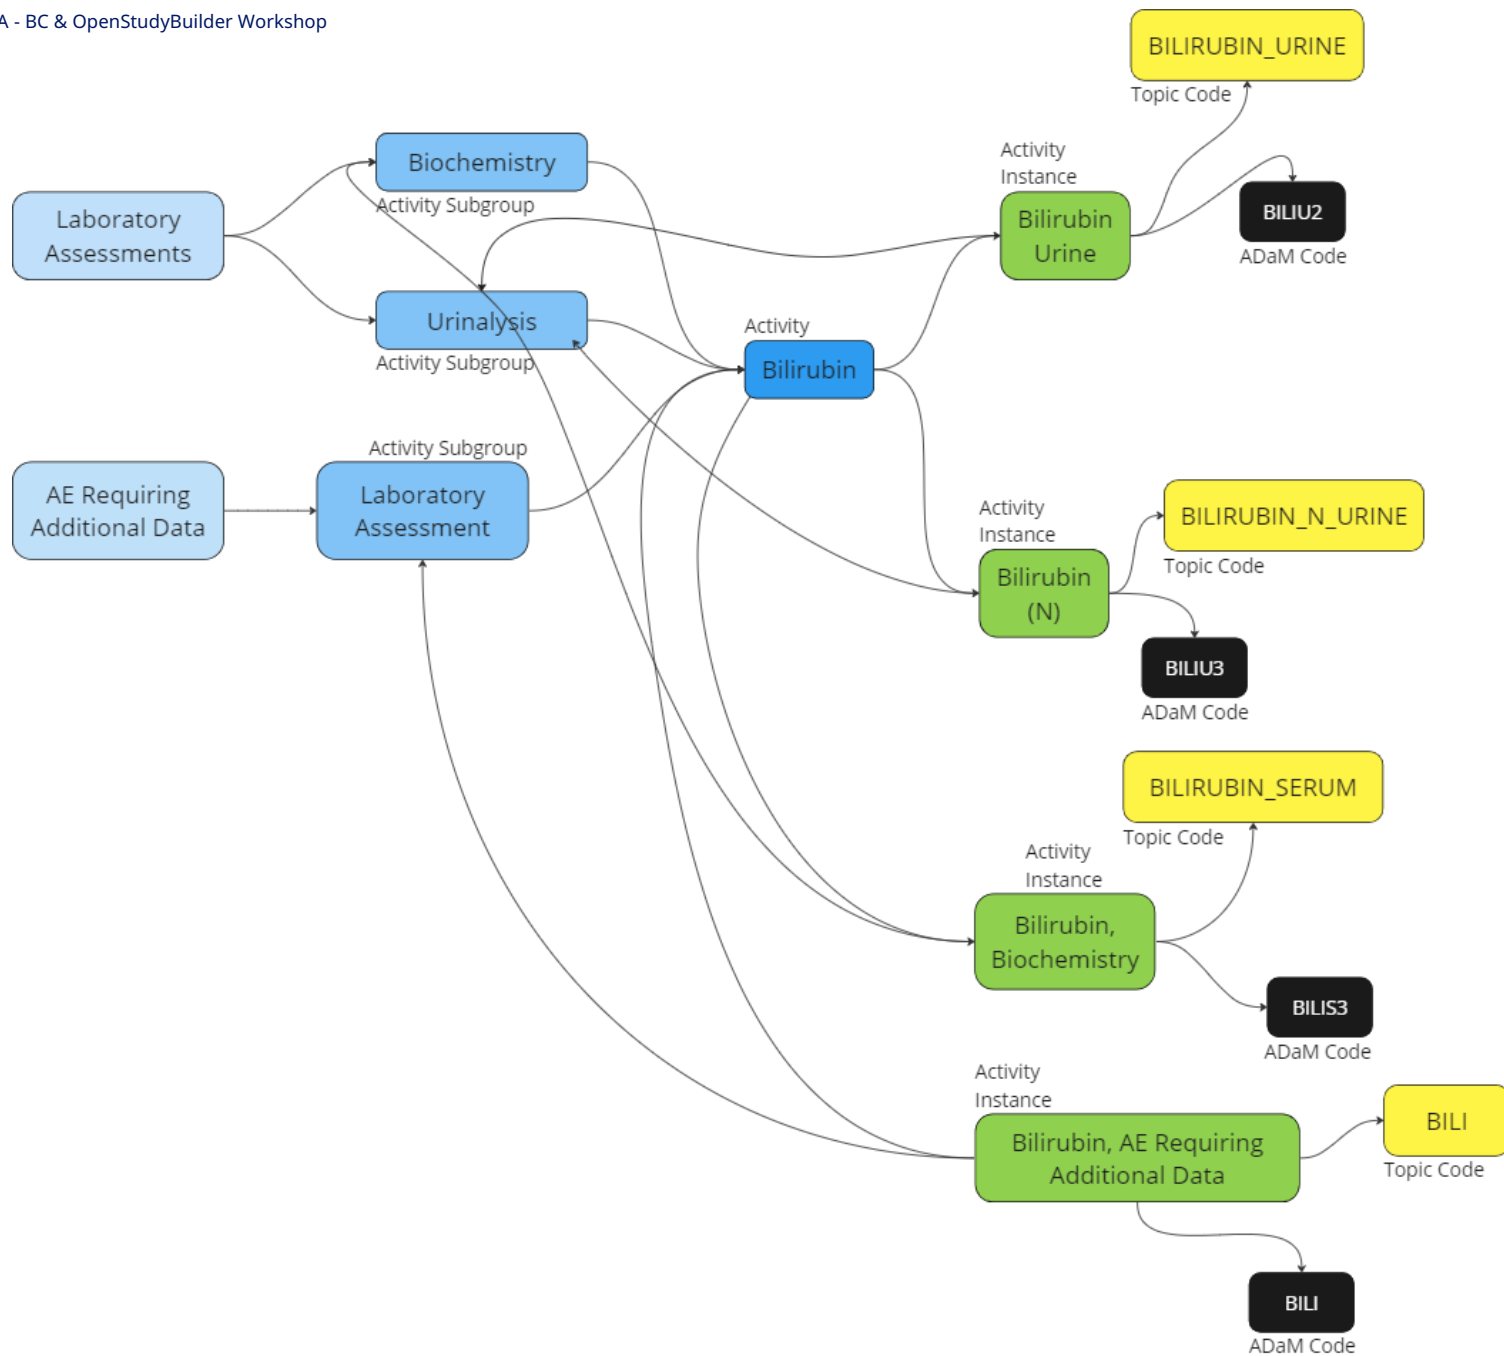 A - BC & OpenStudyBuilder Workshop
BILIRUBIN_URINE
Topic Code
Biochemistry
Activity Subgroup
Activity
Instance
Laboratory
Assessments
Bilirubin
Urine
BILIU2
ADaM Code
Urinalysis
Activity Subgroup
Activity
Bilirubin
Activity Subgroup
AE Requiring
Additional Data
Laboratory
Assessment
Activity
Instance
BILIRUBIN_N_URINE
Topic Code
Bilirubin
(N)
BILIU3
ADaM Code
BILIRUBIN_SERUM
Topic Code
Activity
Instance
Bilirubin,
Biochemistry
BILIS3
ADaM Code
Activity
Instance
Bilirubin, AE Requiring
Additional Data
BILI
Topic Code
BILI
ADaM Code